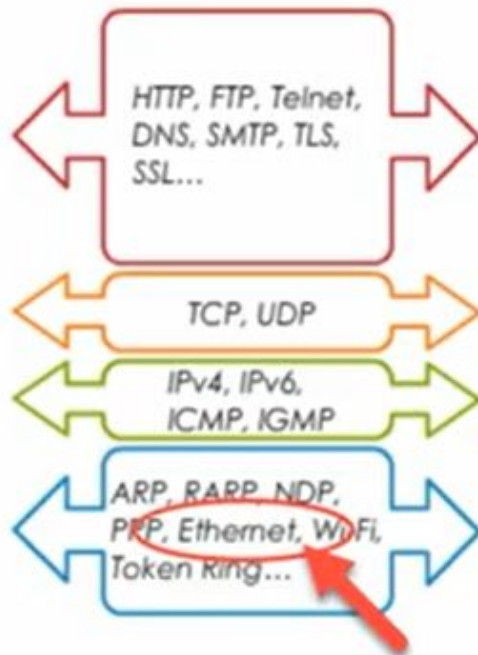 HTTP, FTP, Telnet,
DNS, SMTP, TLS,
SSL...
TCP, UDP
IPv4, IPv6,
ICMP, IGMP
ARP, RARP, NDP,
PPP, Ethernet, WiFi,
Token Ring...